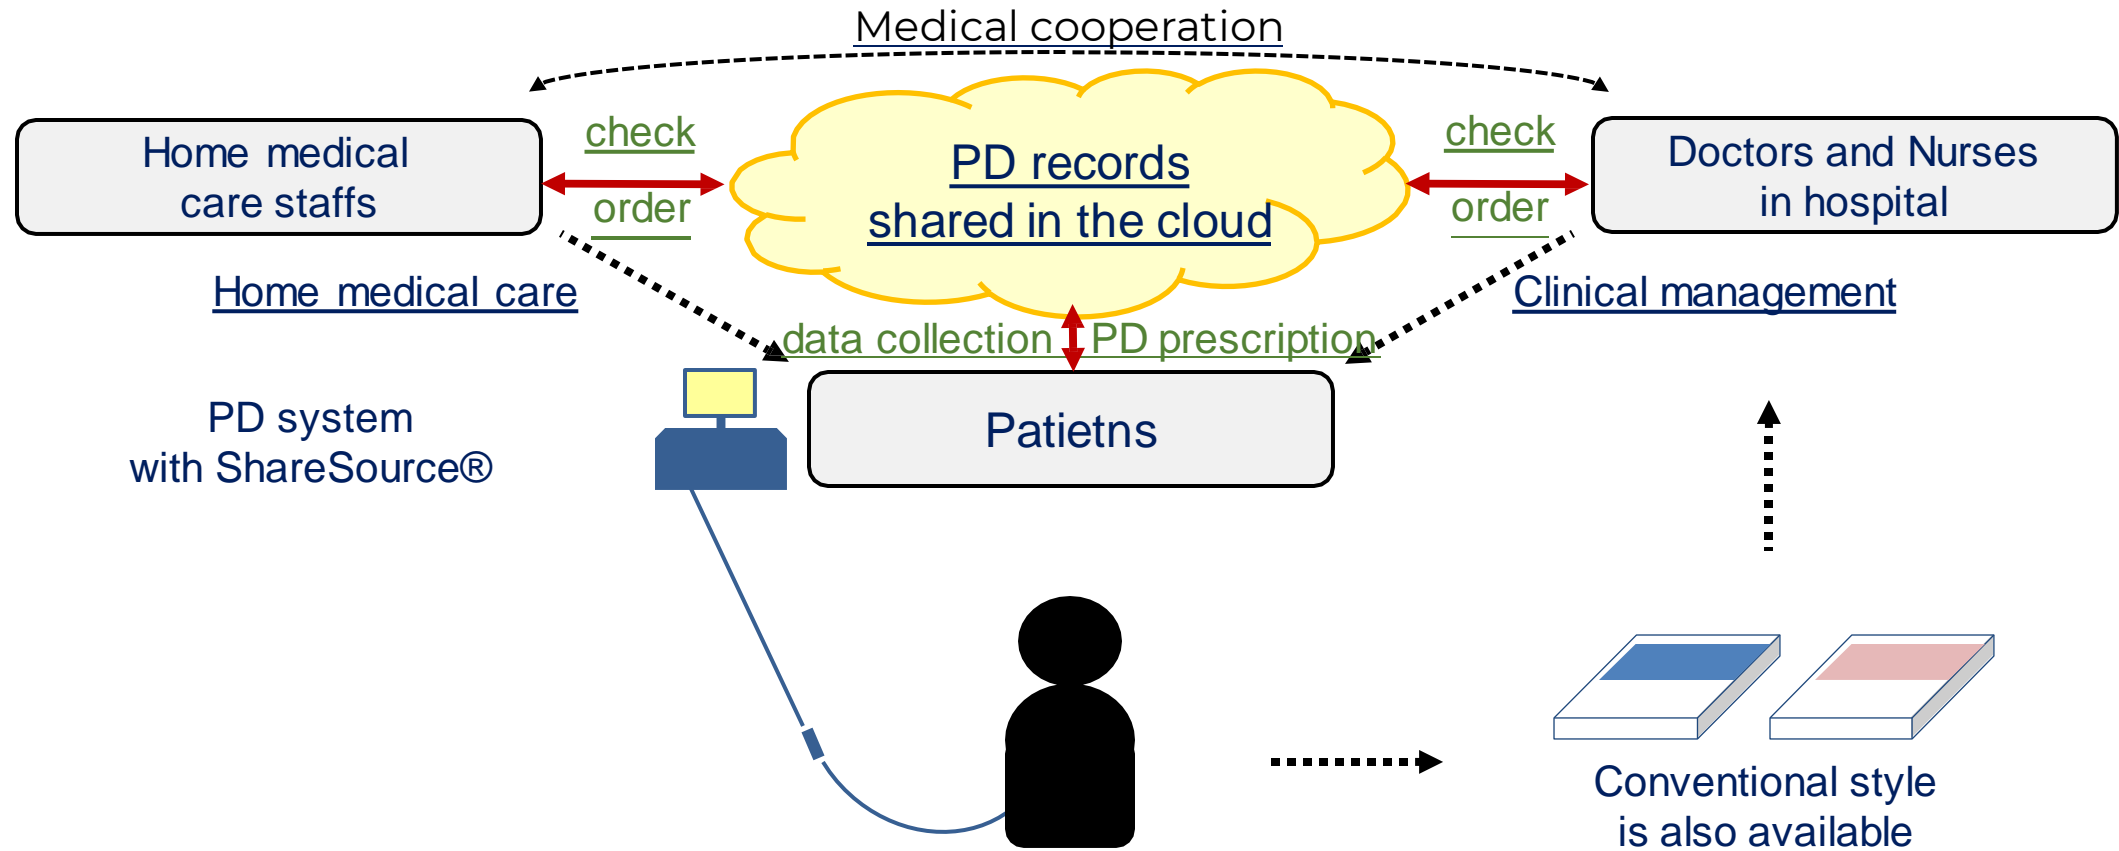 Medical cooperation
Home medical
care staffs
check
order
PD records
shared in the cloud
check
order
Doctors and Nurses
in hospital
Home medical care
Clinical management
data collection
PD prescription
Patietns
PD system
with ShareSource®
Conventional style
is also available